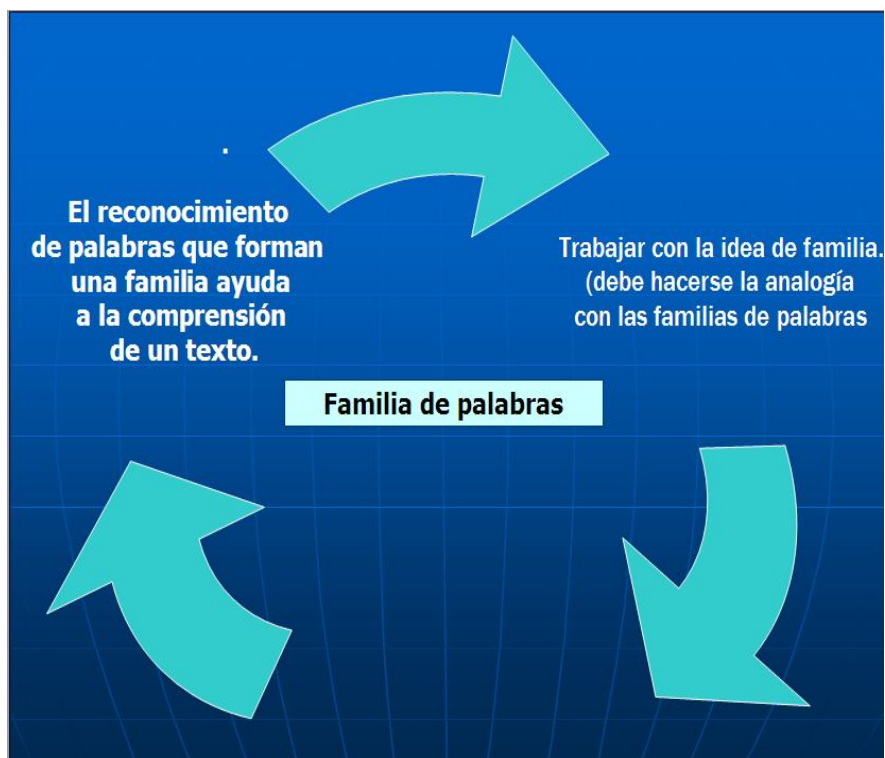 .
El reconocimiento
de palabras que forman
una familia ayuda
a la comprensión
de un texto.
Trabajar con la idea de familia.
(debe hacerse la analogía
con las familias de palabras
Familia de palabras